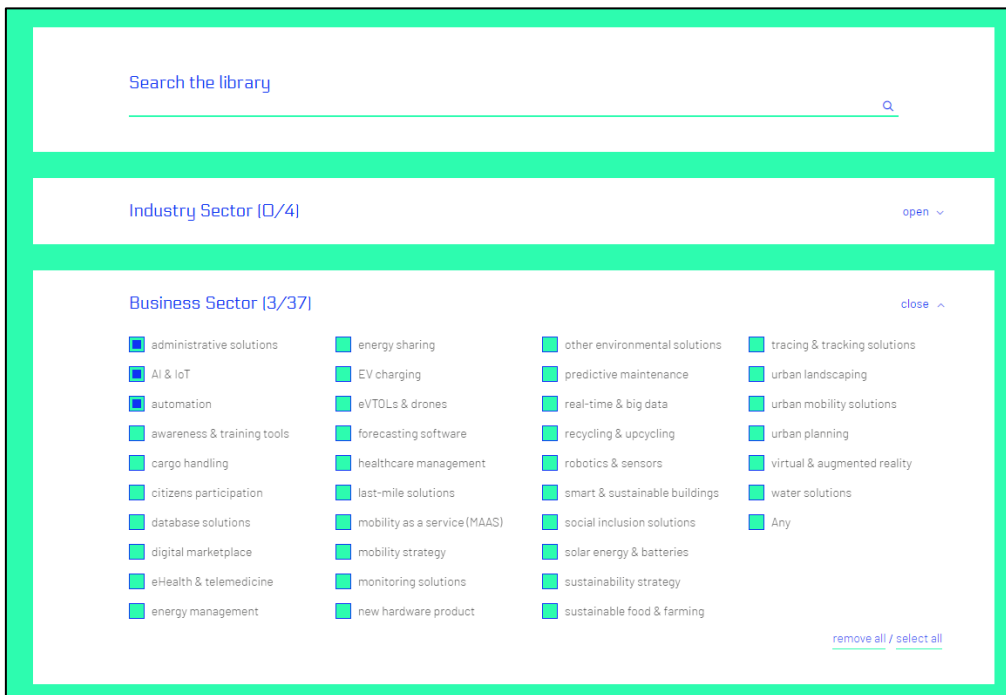 Search the library
Industry Sector (0/4)
open
Business Sector (3/37)
close
administrative solutions
AI & IoT
automation
awareness & training tools
cargo handling
citizens participation
database solutions
digital marketplace
eHealth & telemedicine
energy management
energy sharing
EV charging
eVTOLs & drones
forecasting software
healthcare management
last-mile solutions
mobility as a service (MAAS)
mobility strategy
monitoring solutions
new hardware product
other environmental solutions
predictive maintenance
real-time & big data
recycling & upcycling
robotics & sensors
smart & sustainable buildings
social inclusion solutions
solar energy & batteries
sustainability strategy
sustainable food & farming
tracing & tracking solutions
urban landscaping
urban mobility solutions
urban planning
virtual & augmented reality
water solutions
Any
remove all / select all